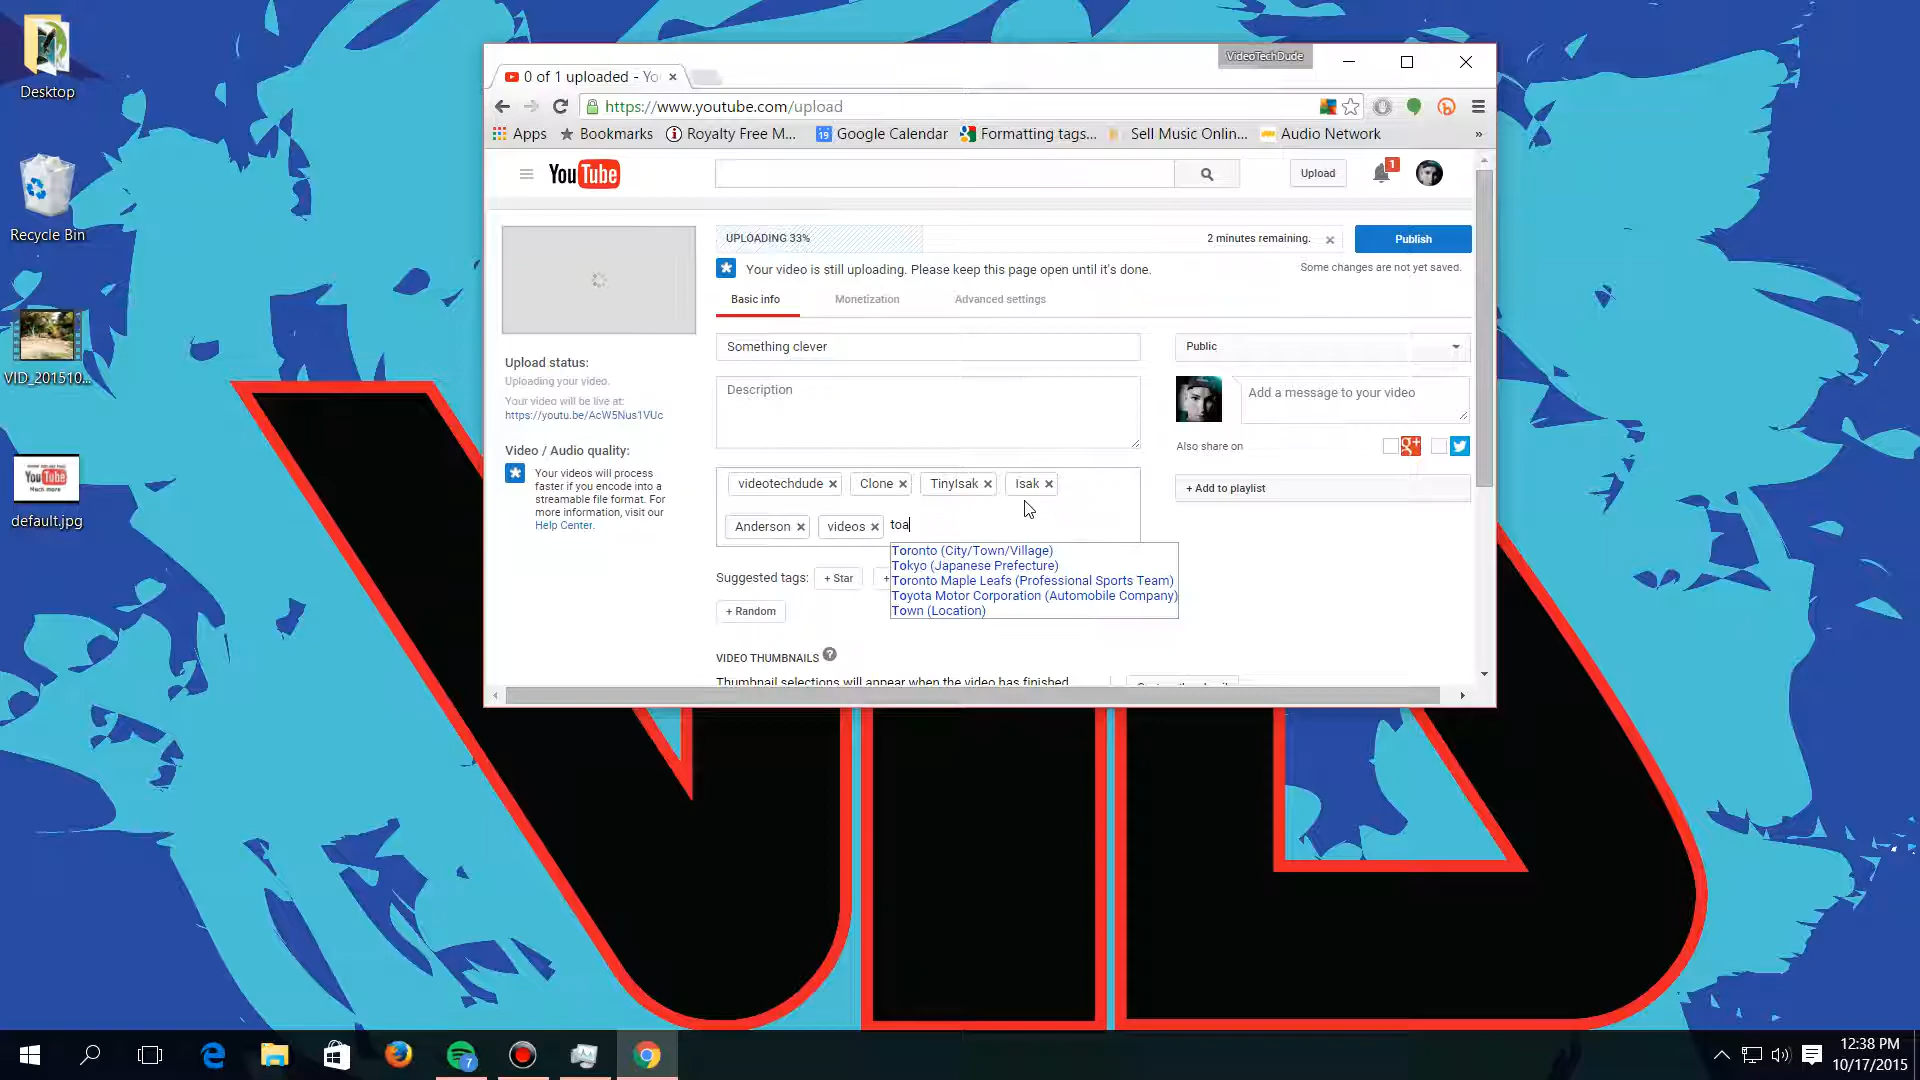 Desktop
Recycle Bin
VID_201510...
YouTube
default.jpg
VideoTechDude
0 of 1 uploaded - Yo
https://www.youtube.com/upload
Apps Bookmarks Royalty Free M... 19 Google Calendar Formatting tags... Sell Music Onlin... Audio Network »
YouTube
Upload
1
UPLOADING 33%
2 minutes remaining.
Publish
Your video is still uploading. Please keep this page open until it's done.
Some changes are not yet saved.
Basic info Monetization Advanced settings
Something clever
Public
Description
Add a message to your video
Also share on
g+
+ Add to playlist
Upload status:
Uploading your video.
Your video will be live at:
https://youtu.be/AcW5Nus1VUc
Video / Audio quality:
Your videos will process
faster if you encode into a
streamable file format. For
more information, visit our
Help Center.
videotechdude Clone TinyIsak Isak
Anderson videos toa
Toronto (City/Town/Village)
Tokyo (Japanese Prefecture)
Toronto Maple Leafs (Professional Sports Team)
Toyota Motor Corporation (Automobile Company)
Town (Location)
Suggested tags: + Star +
+ Random
VIDEO THUMBNAILS ?
Thumbnail selections will appear when the video has finished
7
12:38 PM
10/17/2015